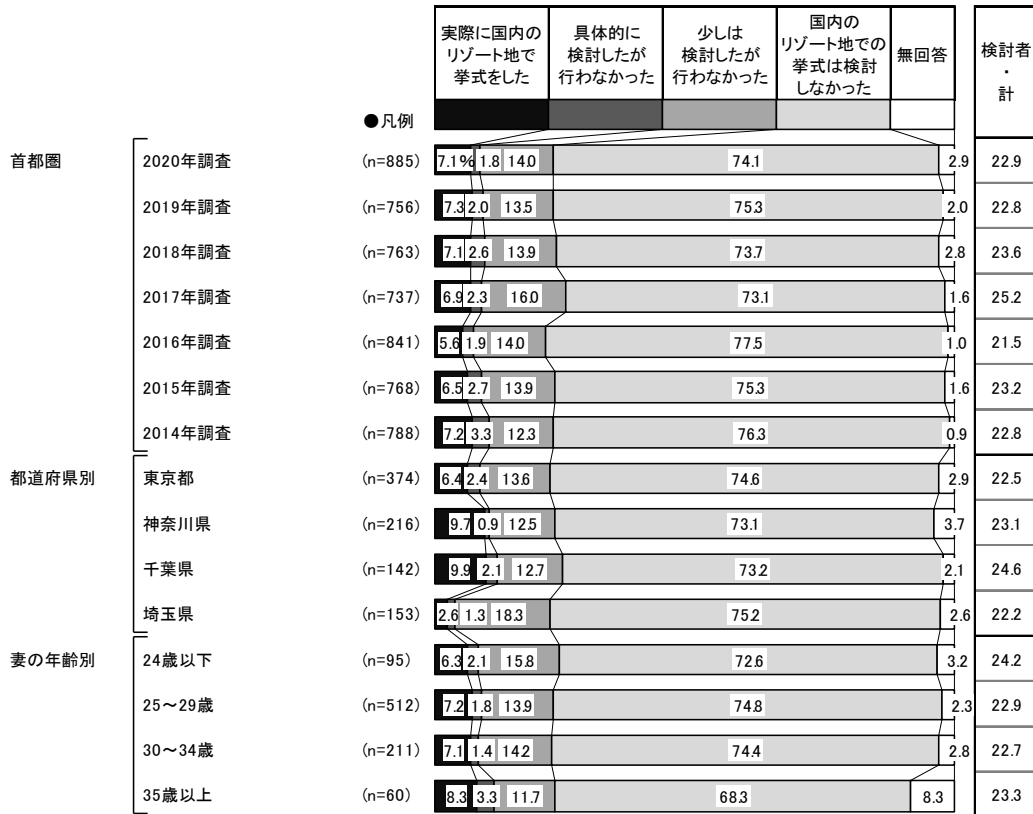 実際に国内の
リゾート地で
挙式をした
具体的に
検討したが
行わなかった
少しは
検討したが
行わなかった
国内の
リゾート地での
挙式は検討
しなかった
無回答
検討者
・
計
●凡例
首都圏 2020年調査 (n=885) 7.1% 1.8 14.0 74.1 2.9 22.9
2019年調査 (n=756) 7.3 2.0 13.5 75.3 2.0 22.8
2018年調査 (n=763) 7.1 2.6 13.9 73.7 2.8 23.6
2017年調査 (n=737) 6.9 2.3 16.0 73.1 1.6 25.2
2016年調査 (n=841) 5.6 1.9 14.0 77.5 1.0 21.5
2015年調査 (n=768) 6.5 2.7 13.9 75.3 1.6 23.2
2014年調査 (n=788) 7.2 3.3 12.3 76.3 0.9 22.8
都道府県別 東京都 (n=374) 6.4 2.4 13.6 74.6 2.9 22.5
神奈川県 (n=216) 9.7 0.9 12.5 73.1 3.7 23.1
千葉県 (n=142) 9.9 2.1 12.7 73.2 2.1 24.6
埼玉県 (n=153) 2.6 1.3 18.3 75.2 2.6 22.2
妻の年齢別 24歳以下 (n=95) 6.3 2.1 15.8 72.6 3.2 24.2
25～29歳 (n=512) 7.2 1.8 13.9 74.8 2.3 22.9
30～34歳 (n=211) 7.1 1.4 14.2 74.4 2.8 22.7
35歳以上 (n=60) 8.3 3.3 11.7 68.3 8.3 23.3